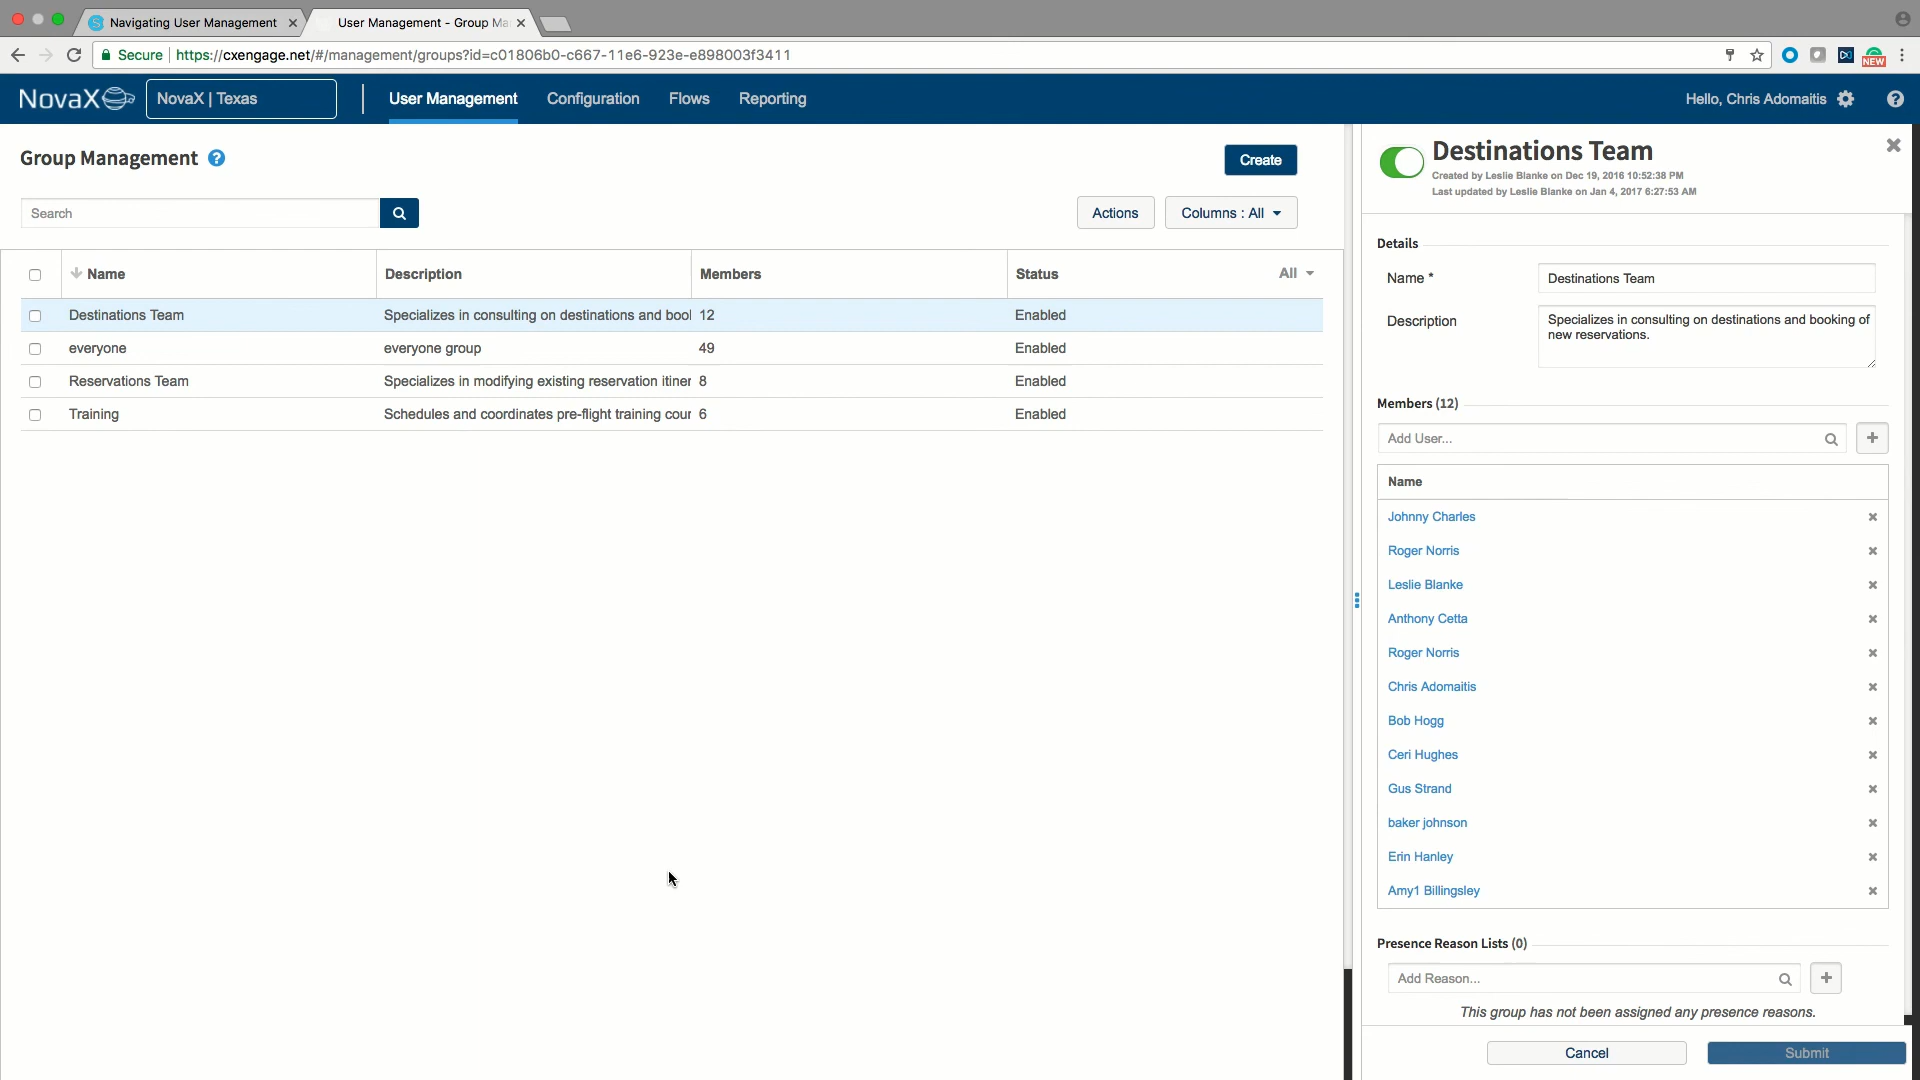 Navigating User Management
User Management - Group Ma
Secure
https://cxengage.net/#/management/groups?id=c01806b0-c667-11e6-923e-e898003f3411
NEW
NovaX
NovaX | Texas
User Management
Configuration
Flows
Reporting
Hello, Chris Adomaitis
Group Management
Create
Search
Actions
Columns : All
Name
Description
Members
Status
All
Destinations Team
Specializes in consulting on destinations and bool
12
Enabled
everyone
everyone group
49
Enabled
Reservations Team
Specializes in modifying existing reservation itiner
8
Enabled
Training
Schedules and coordinates pre-flight training cour
6
Enabled
Destinations Team
Created by Leslie Blanke on Dec 19, 2016 10:52:38 PM
Last updated by Leslie Blanke on Jan 4, 2017 6:27:53 AM
Details
Name *
Destinations Team
Description
Specializes in consulting on destinations and booking of
new reservations.
Members (12)
Add User...
Name
Johnny Charles
Roger Norris
Leslie Blanke
Anthony Cetta
Roger Norris
Chris Adomaitis
Bob Hogg
Ceri Hughes
Gus Strand
baker johnson
Erin Hanley
Amy1 Billingsley
Presence Reason Lists (0)
Add Reason...
This group has not been assigned any presence reasons.
Cancel
Submit